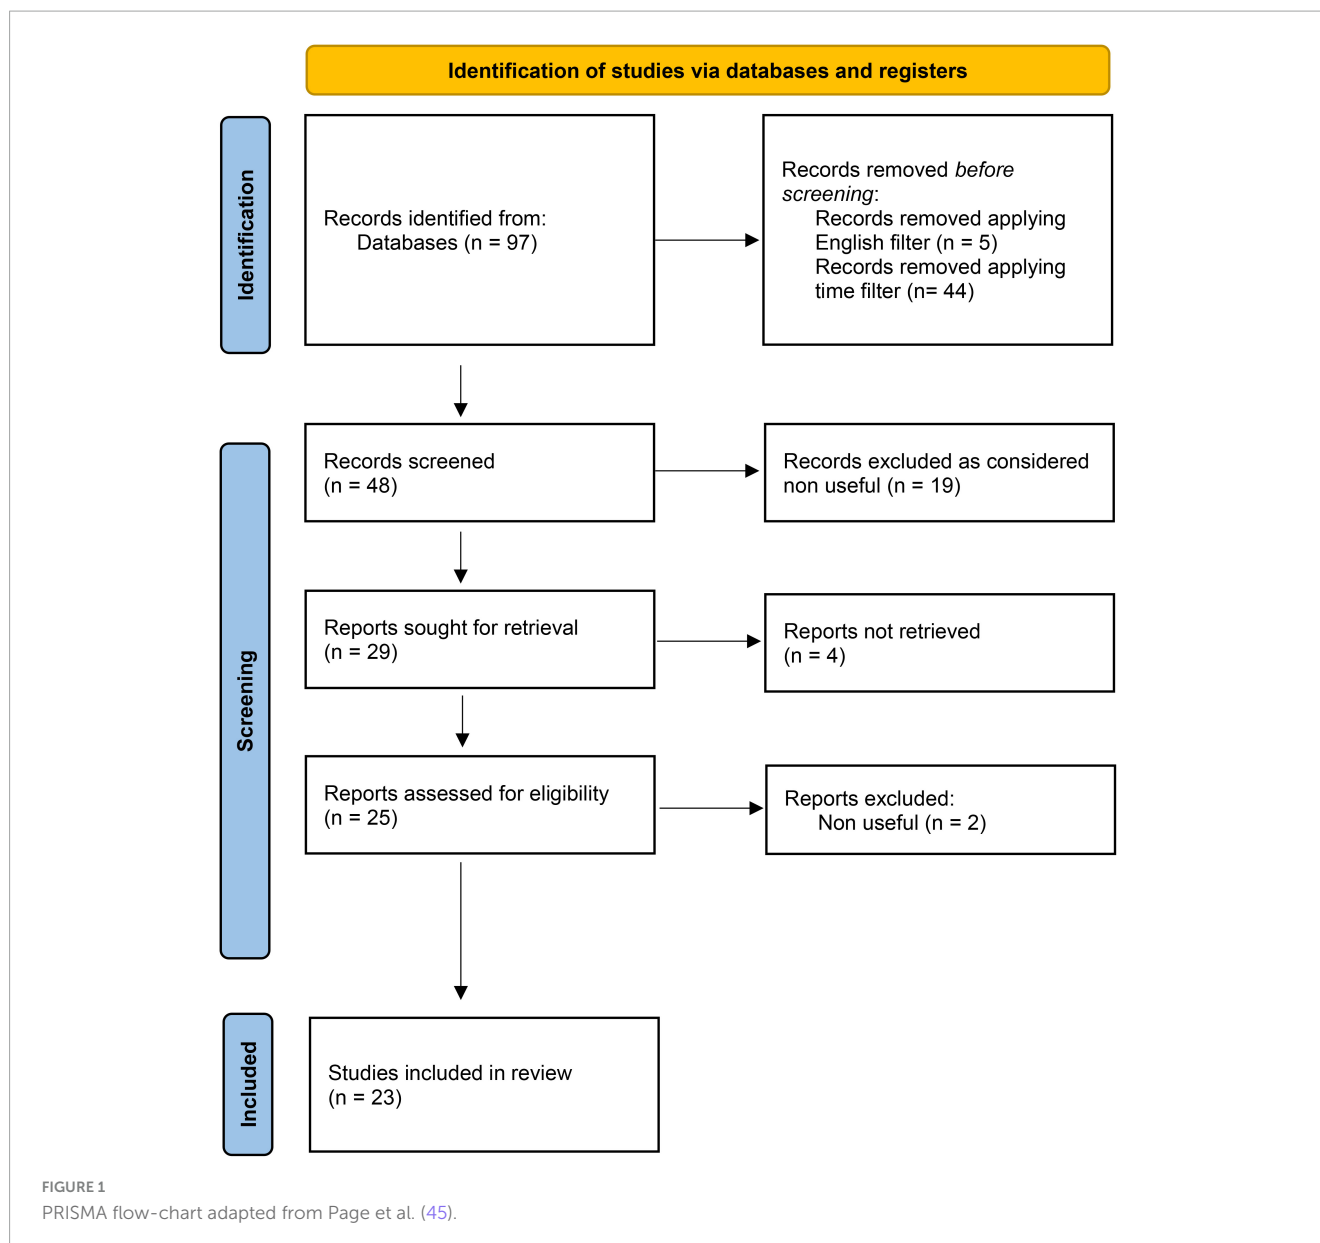 Identification of studies via databases and registers
Identification
Records identified from:
Databases (n = 97)
Records removed before
screening:
Records removed applying
English filter (n = 5)
Records removed applying
time filter (n= 44)
Screening
Records screened
(n = 48)
Records excluded as considered
non useful (n = 19)
Reports sought for retrieval
(n = 29)
Reports not retrieved
(n = 4)
Reports assessed for eligibility
(n = 25)
Reports excluded:
Non useful (n = 2)
Included
Studies included in review
(n = 23)
FIGURE 1
PRISMA flow-chart adapted from Page et al. (45).